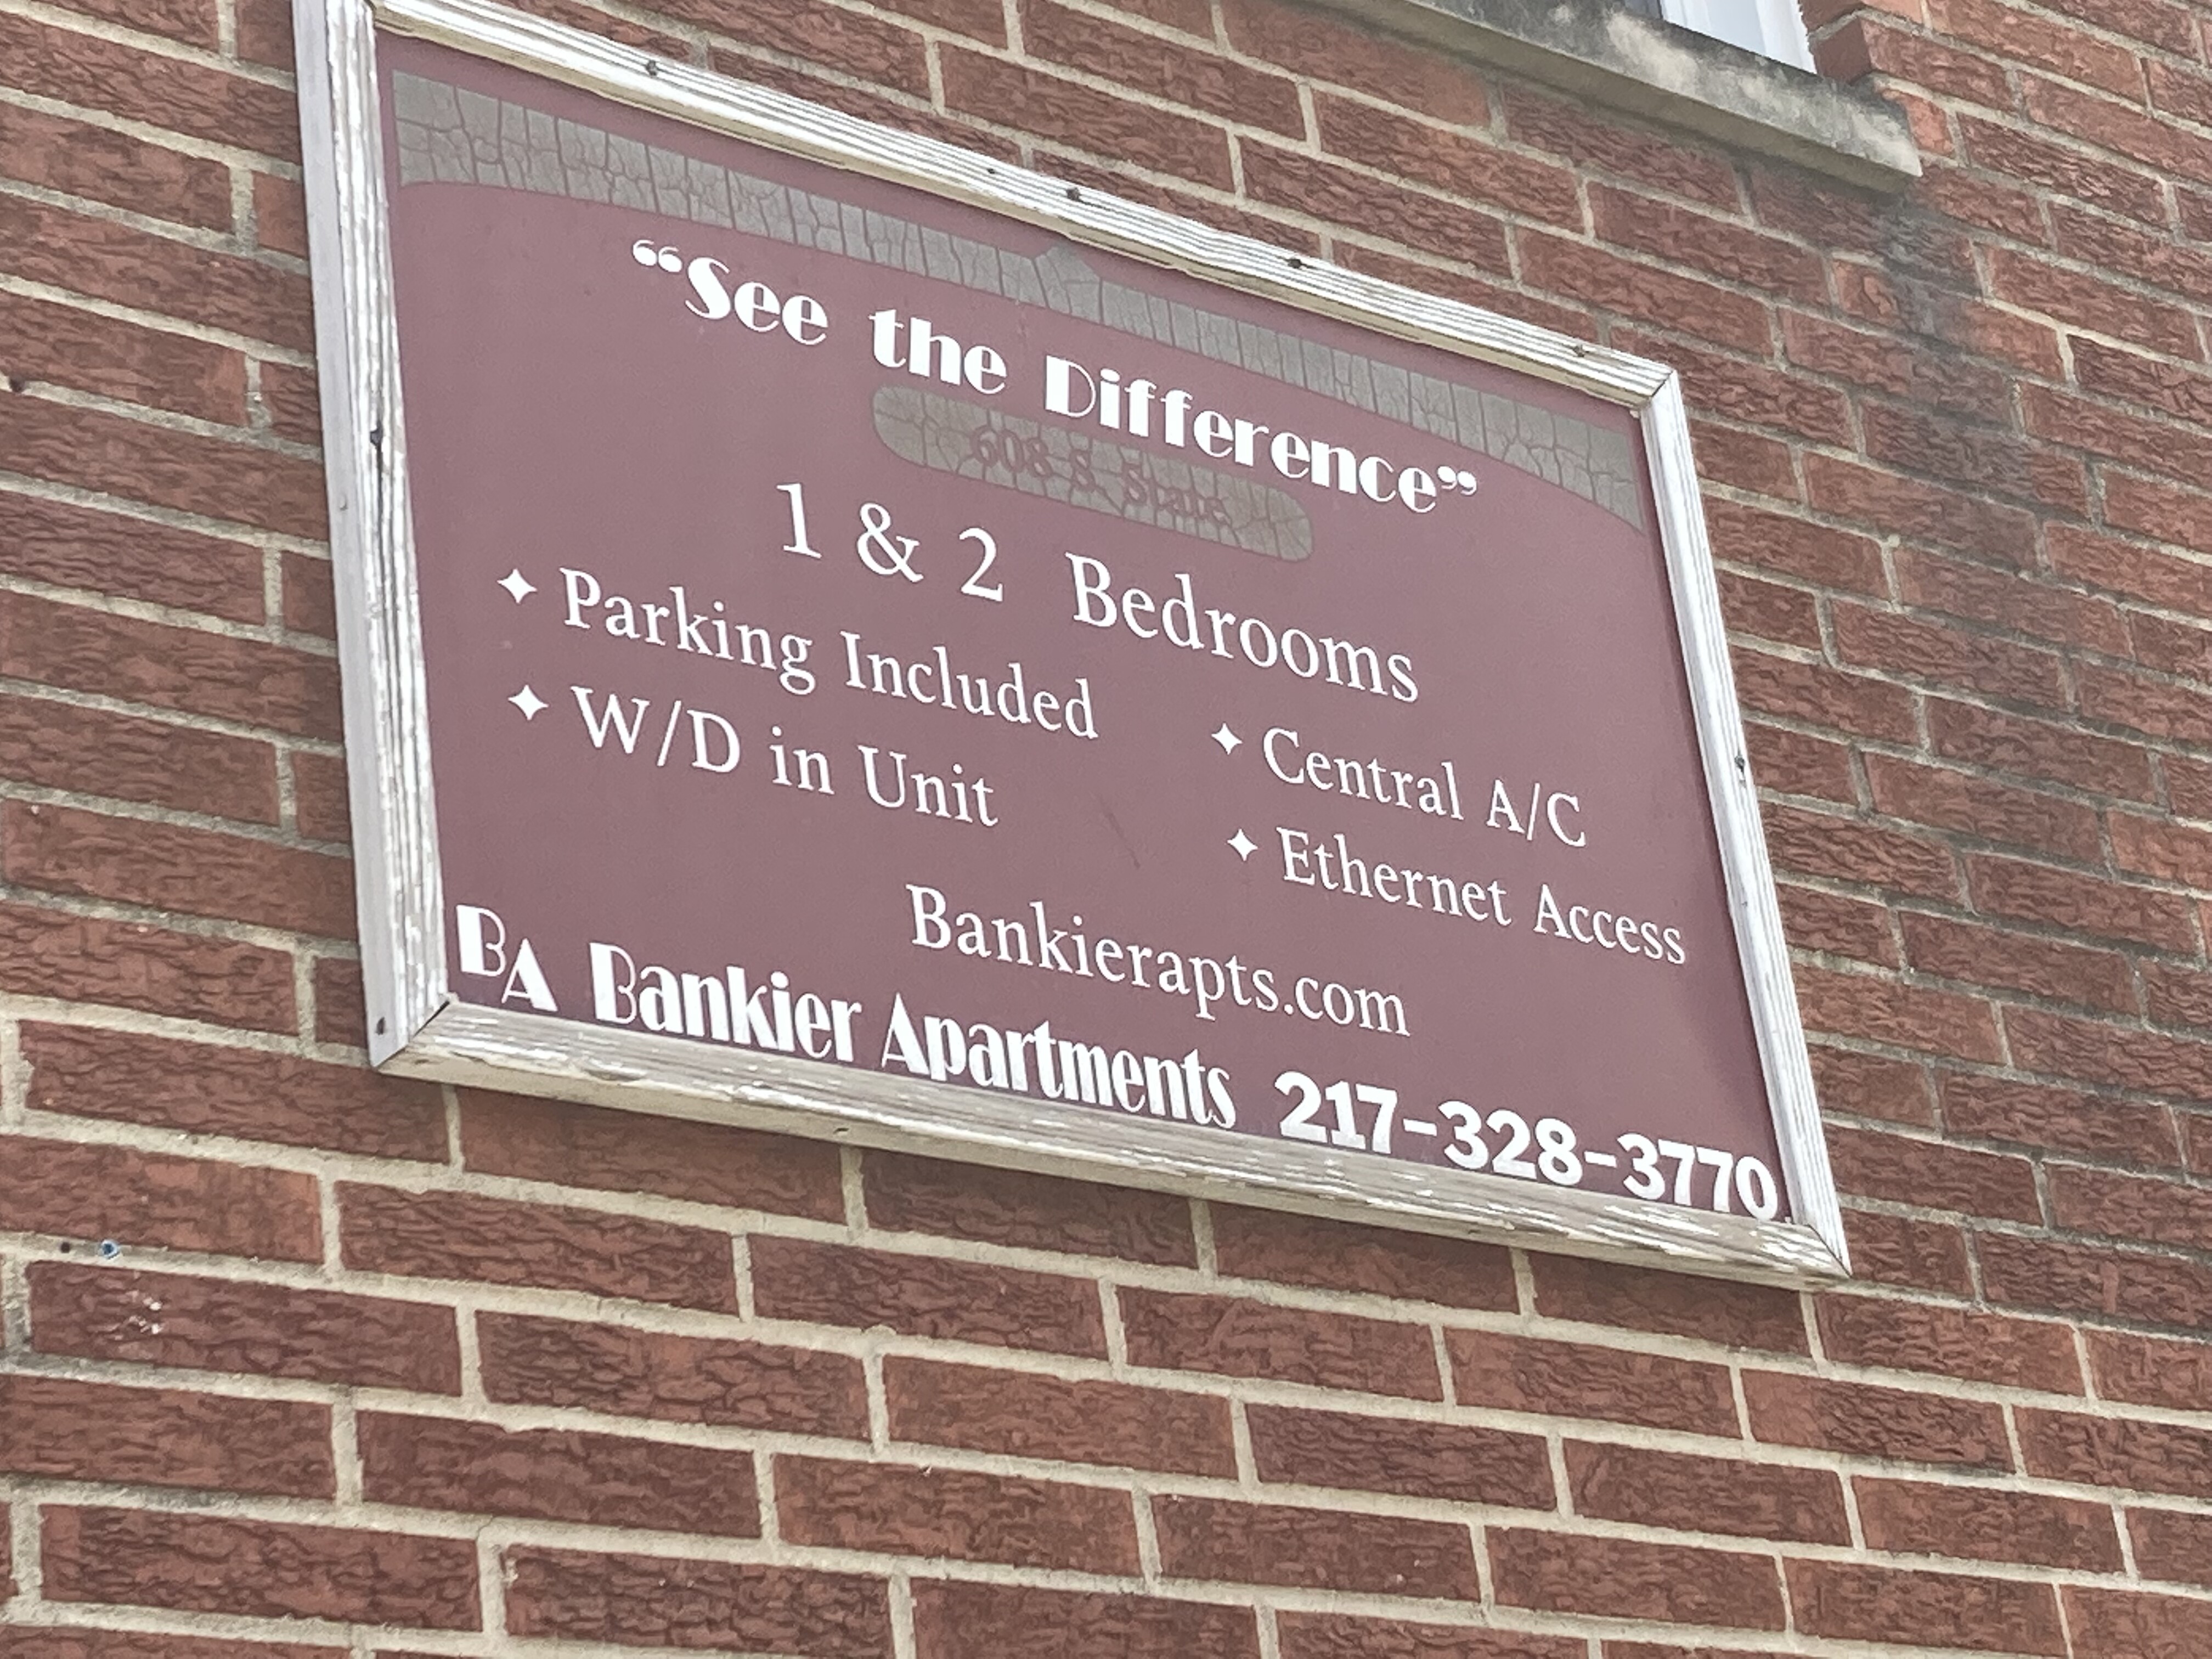 “See the Difference”
608 S. State
1 & 2 Bedrooms
✦ Parking Included
✦ W/D in Unit
✦ Central A/C
✦ Ethernet Access
Bankierapts.com
BA Bankier Apartments 217-328-3770